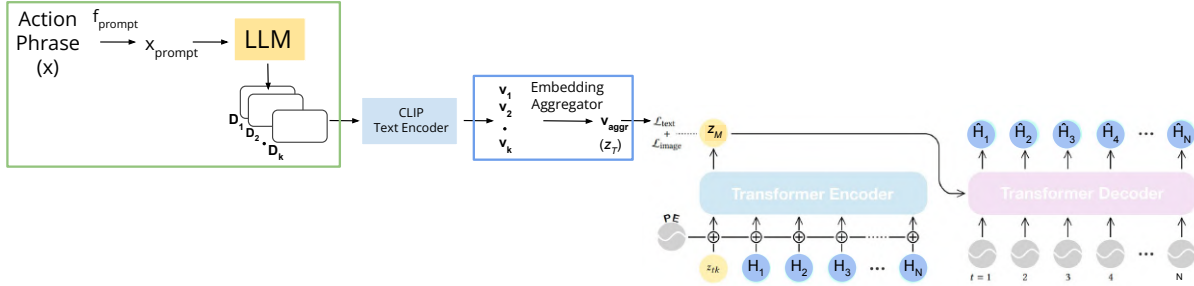 Action
Phrase
(x)
f_prompt
x_prompt
LLM
D_1
D_2
•
D_k
CLIP
Text Encoder
v_1
v_2
•
v_k
Embedding
Aggregator
v_aggr
(z_T)
ℒ_text
+
ℒ_image
z_M
Ĥ_1 Ĥ_2 Ĥ_3 Ĥ_4 ••• Ĥ_N
Transformer Encoder
Transformer Decoder
PE
z_tk H_1 H_2 H_3 ••• H_N
t = 1 2 3 4 ••• N